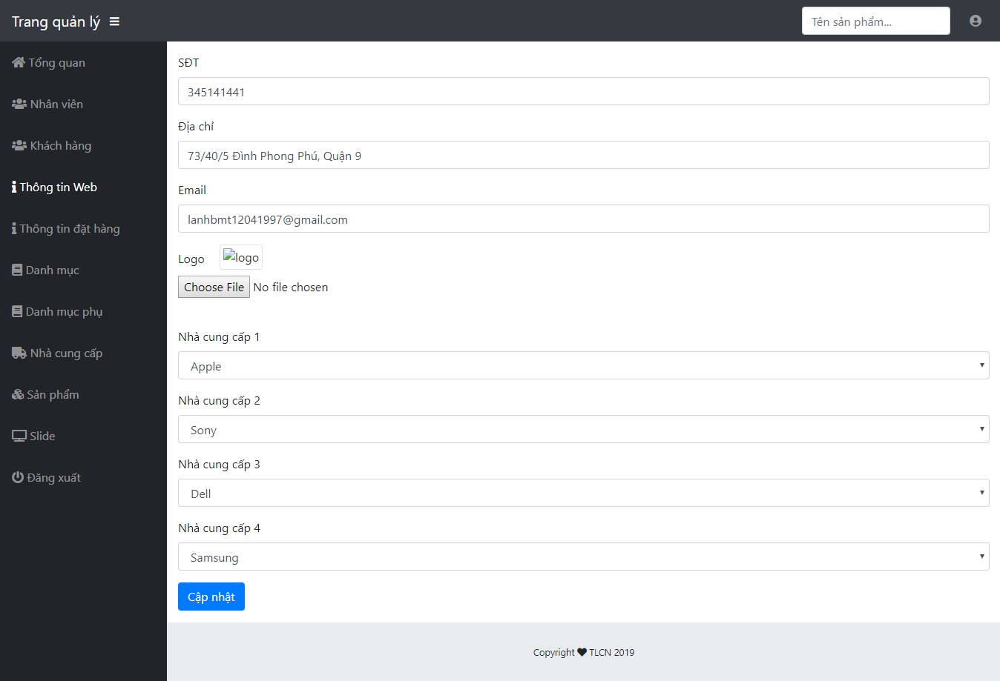 Trang quản lý
Tên sản phẩm...
Tổng quan
Nhân viên
Khách hàng
Thông tin Web
Thông tin đặt hàng
Danh mục
Danh mục phụ
Nhà cung cấp
Sản phẩm
Slide
Đăng xuất
SĐT
345141441
Địa chỉ
73/40/5 Đình Phong Phú, Quận 9
Email
lanhbmt12041997@gmail.com
Logo logo
Choose File No file chosen
Nhà cung cấp 1
Apple
Nhà cung cấp 2
Sony
Nhà cung cấp 3
Dell
Nhà cung cấp 4
Samsung
Cập nhật
Copyright ♥ TLCN 2019